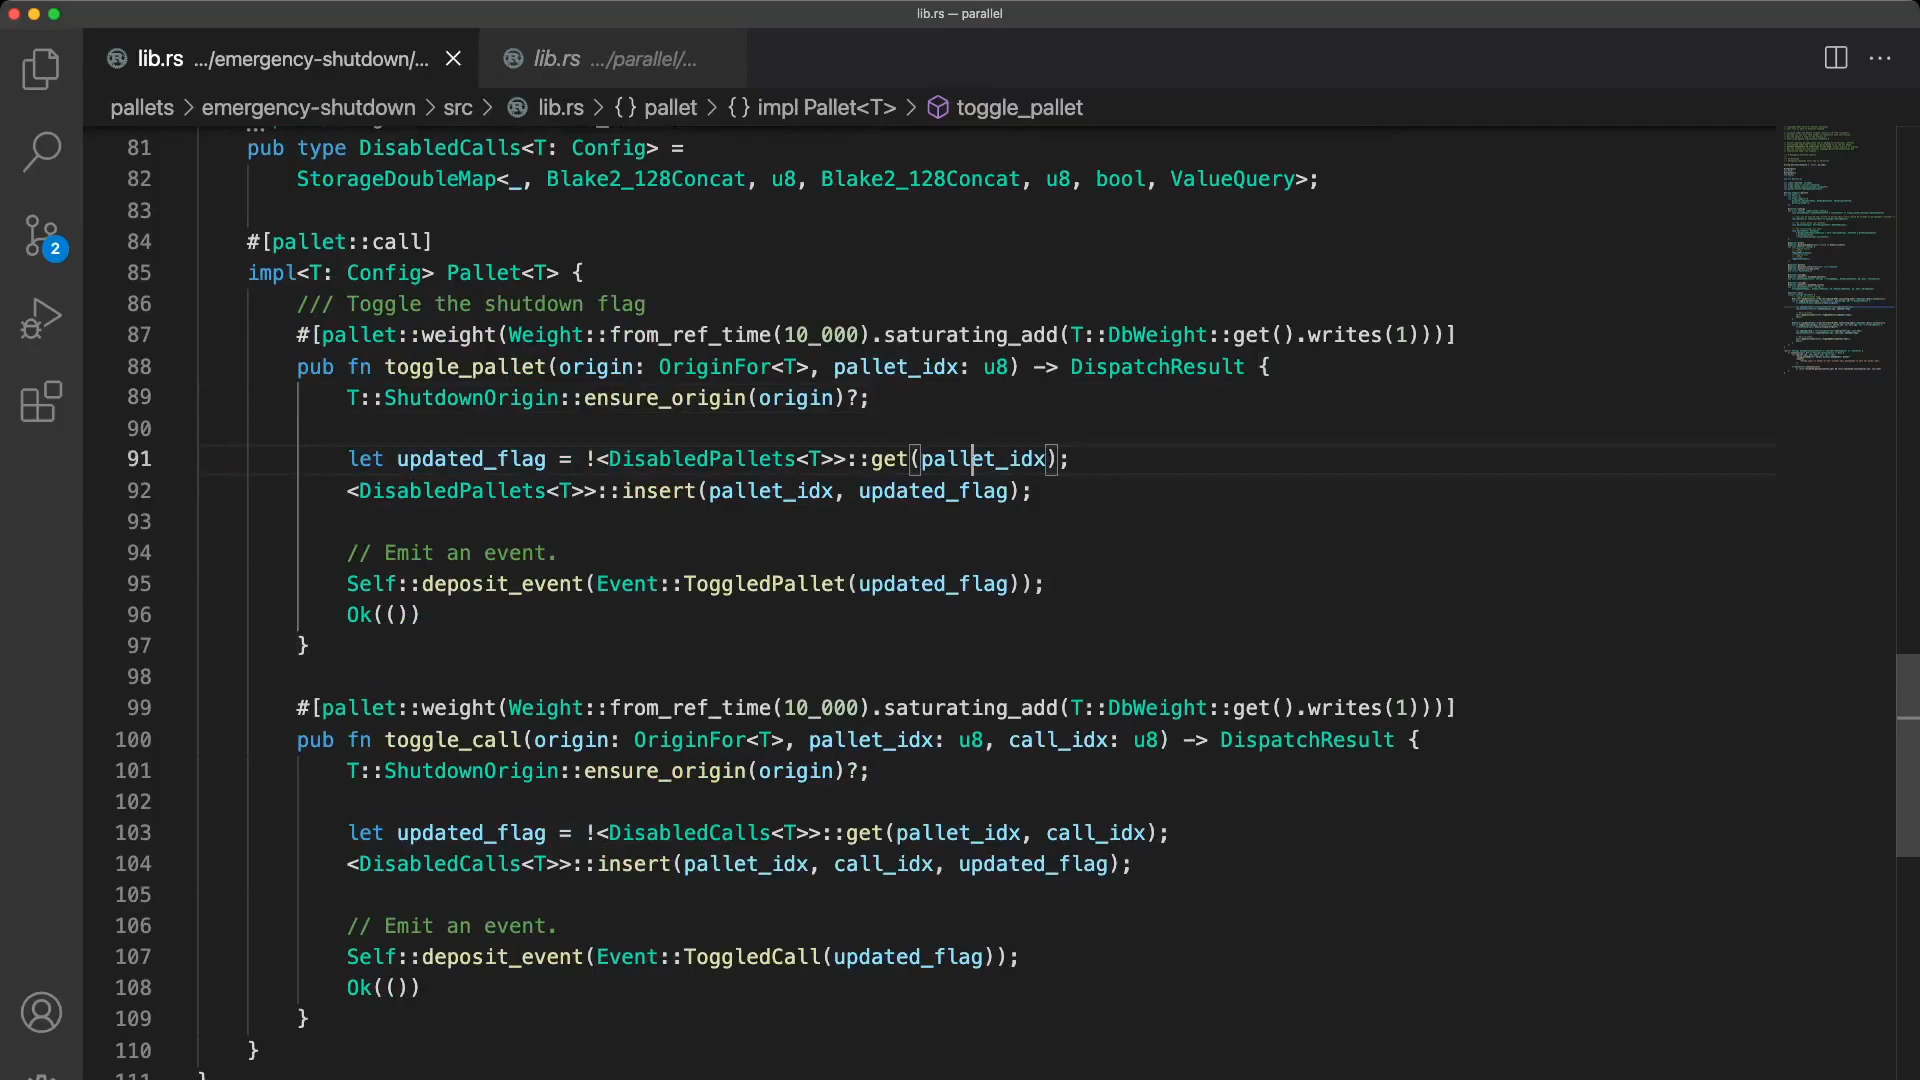 lib.rs — parallel
lib.rs .../emergency-shutdown/...
lib.rs .../parallel/...
pallets > emergency-shutdown > src > lib.rs > {} pallet > {} impl Pallet<T> > toggle_pallet
81 pub type DisabledCalls<T: Config> =
82 StorageDoubleMap<_, Blake2_128Concat, u8, Blake2_128Concat, u8, bool, ValueQuery>;
83
84 #[pallet::call]
85 impl<T: Config> Pallet<T> {
86 /// Toggle the shutdown flag
87 #[pallet::weight(Weight::from_ref_time(10_000).saturating_add(T::DbWeight::get().writes(1)))]
88 pub fn toggle_pallet(origin: OriginFor<T>, pallet_idx: u8) -> DispatchResult {
89 T::ShutdownOrigin::ensure_origin(origin)?;
90
91 let updated_flag = !<DisabledPallets<T>>::get(pallet_idx);
92 <DisabledPallets<T>>::insert(pallet_idx, updated_flag);
93
94 // Emit an event.
95 Self::deposit_event(Event::ToggledPallet(updated_flag));
96 Ok(())
97 }
98
99 #[pallet::weight(Weight::from_ref_time(10_000).saturating_add(T::DbWeight::get().writes(1)))]
100 pub fn toggle_call(origin: OriginFor<T>, pallet_idx: u8, call_idx: u8) -> DispatchResult {
101 T::ShutdownOrigin::ensure_origin(origin)?;
102
103 let updated_flag = !<DisabledCalls<T>>::get(pallet_idx, call_idx);
104 <DisabledCalls<T>>::insert(pallet_idx, call_idx, updated_flag);
105
106 // Emit an event.
107 Self::deposit_event(Event::ToggledCall(updated_flag));
108 Ok(())
109 }
110 }
111 }
2